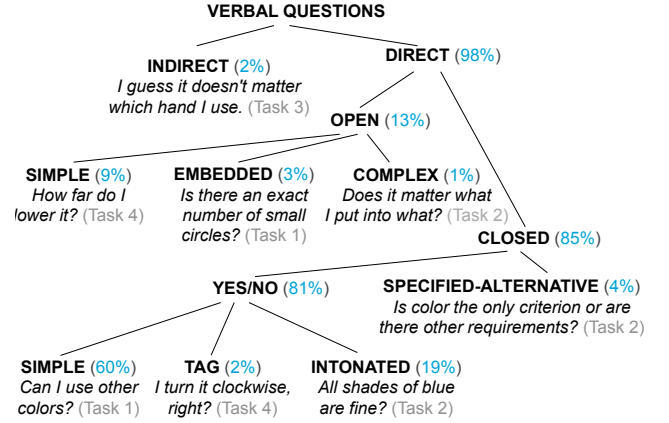 VERBAL QUESTIONS
INDIRECT (2%)
I guess it doesn't matter
which hand I use. (Task 3)
DIRECT (98%)
OPEN (13%)
SIMPLE (9%)
How far do I
lower it? (Task 4)
EMBEDDED (3%)
Is there an exact
number of small
circles? (Task 1)
COMPLEX (1%)
Does it matter what
I put into what? (Task 2)
CLOSED (85%)
YES/NO (81%)
SPECIFIED-ALTERNATIVE (4%)
Is color the only criterion or are
there other requirements? (Task 2)
SIMPLE (60%)
Can I use other
colors? (Task 1)
TAG (2%)
I turn it clockwise,
right? (Task 4)
INTONATED (19%)
All shades of blue
are fine? (Task 2)